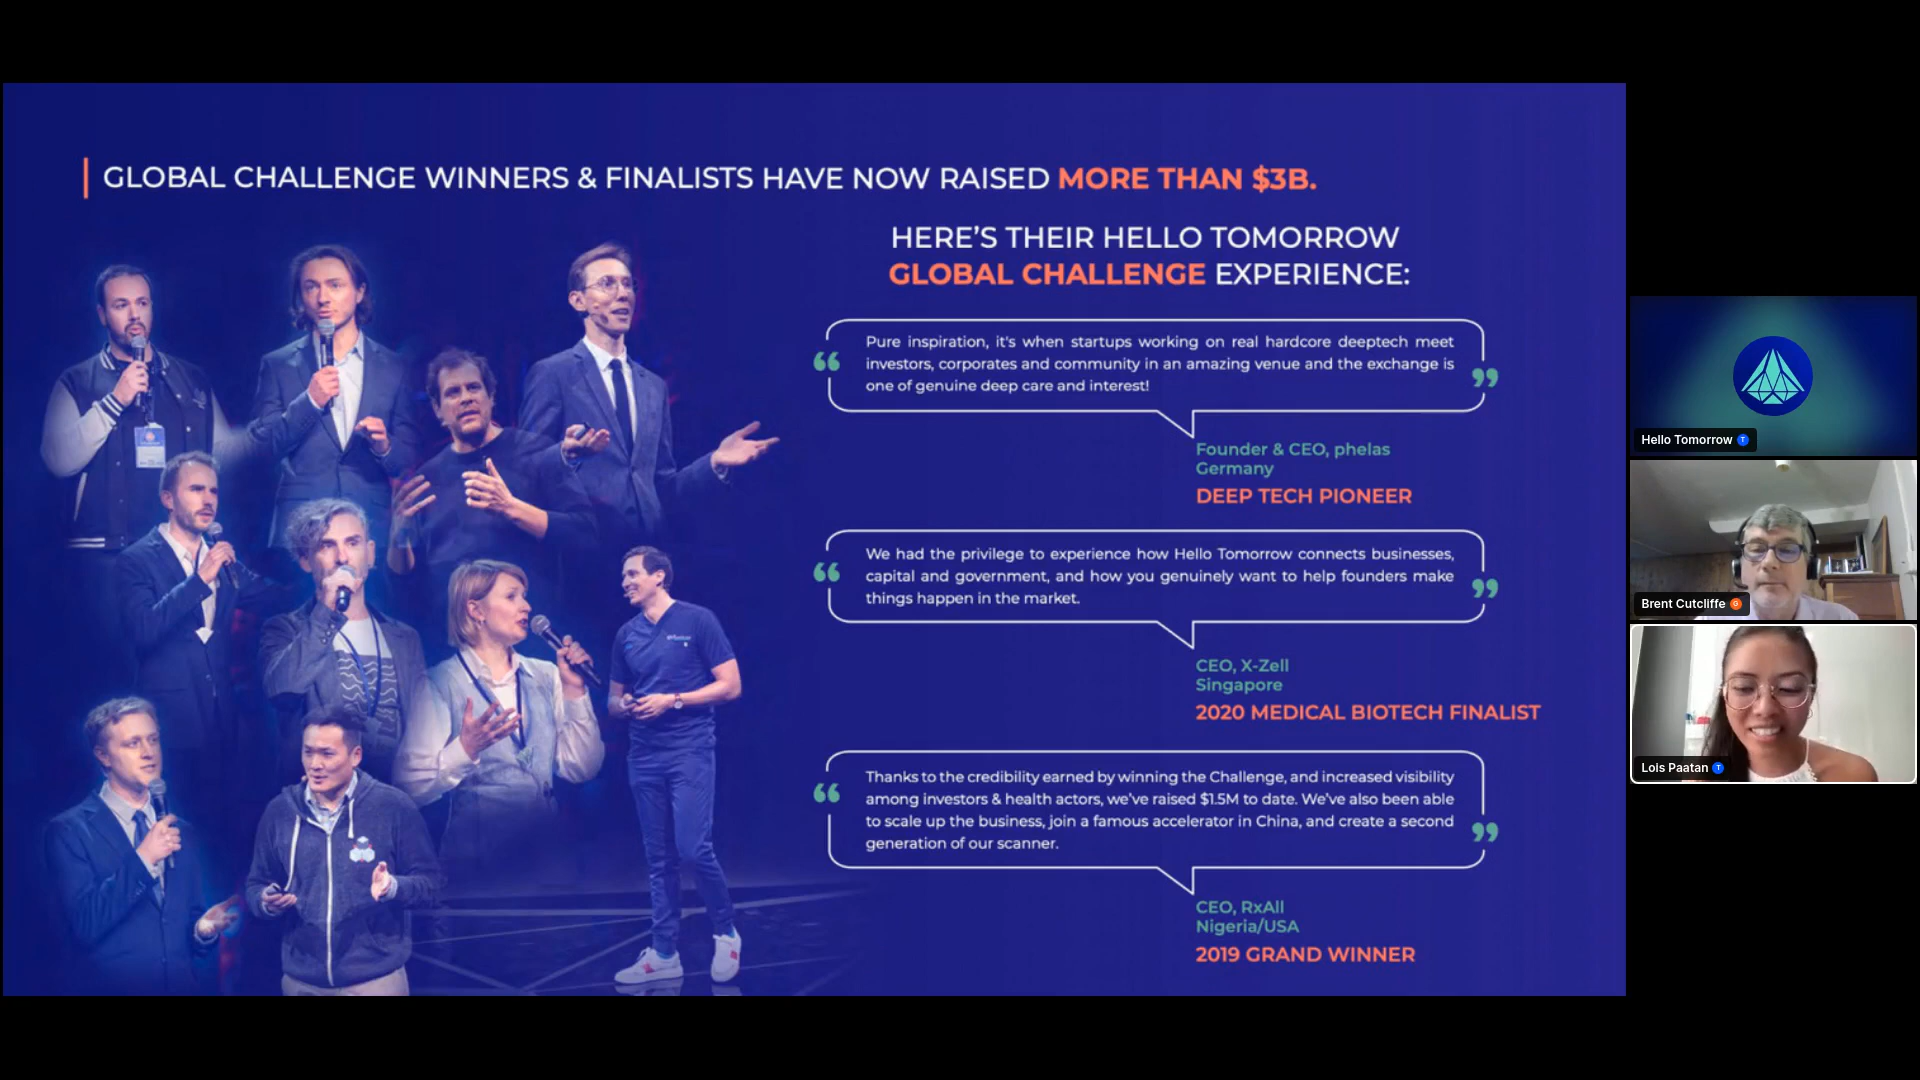 GLOBAL CHALLENGE WINNERS & FINALISTS HAVE NOW RAISED MORE THAN $3B.
HERE'S THEIR HELLO TOMORROW
GLOBAL CHALLENGE EXPERIENCE:
“
Pure inspiration, it's when startups working on real hardcore deeptech meet
investors, corporates and community in an amazing venue and the exchange is
one of genuine deep care and interest!
”
Founder & CEO, phelas
Germany
DEEP TECH PIONEER
“
We had the privilege to experience how Hello Tomorrow connects businesses,
capital and government, and how you genuinely want to help founders make
things happen in the market.
”
CEO, X-Zell
Singapore
2020 MEDICAL BIOTECH FINALIST
“
Thanks to the credibility earned by winning the Challenge, and increased visibility
among investors & health actors, we've raised $1.5M to date. We've also been able
to scale up the business, join a famous accelerator in China, and create a second
generation of our scanner.
”
CEO, RxAll
Nigeria/USA
2019 GRAND WINNER
Hello Tomorrow T
Brent Cutcliffe G
Lois Paatan T